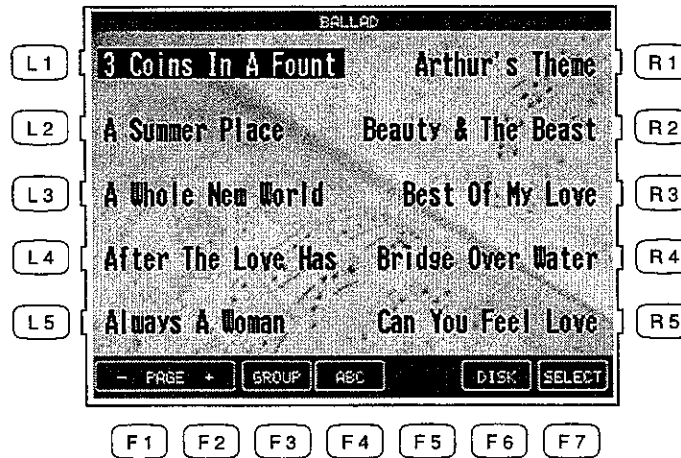 BALLAD
L1 3 Coins In A Fount Arthur's Theme R1
L2 A Summer Place Beauty & The Beast R2
L3 A Whole New World Best Of My Love R3
L4 After The Love Has Bridge Over Water R4
L5 Always A Woman Can You Feel Love R5
- PAGE + GROUP ABC DISK SELECT
F1 F2 F3 F4 F5 F6 F7